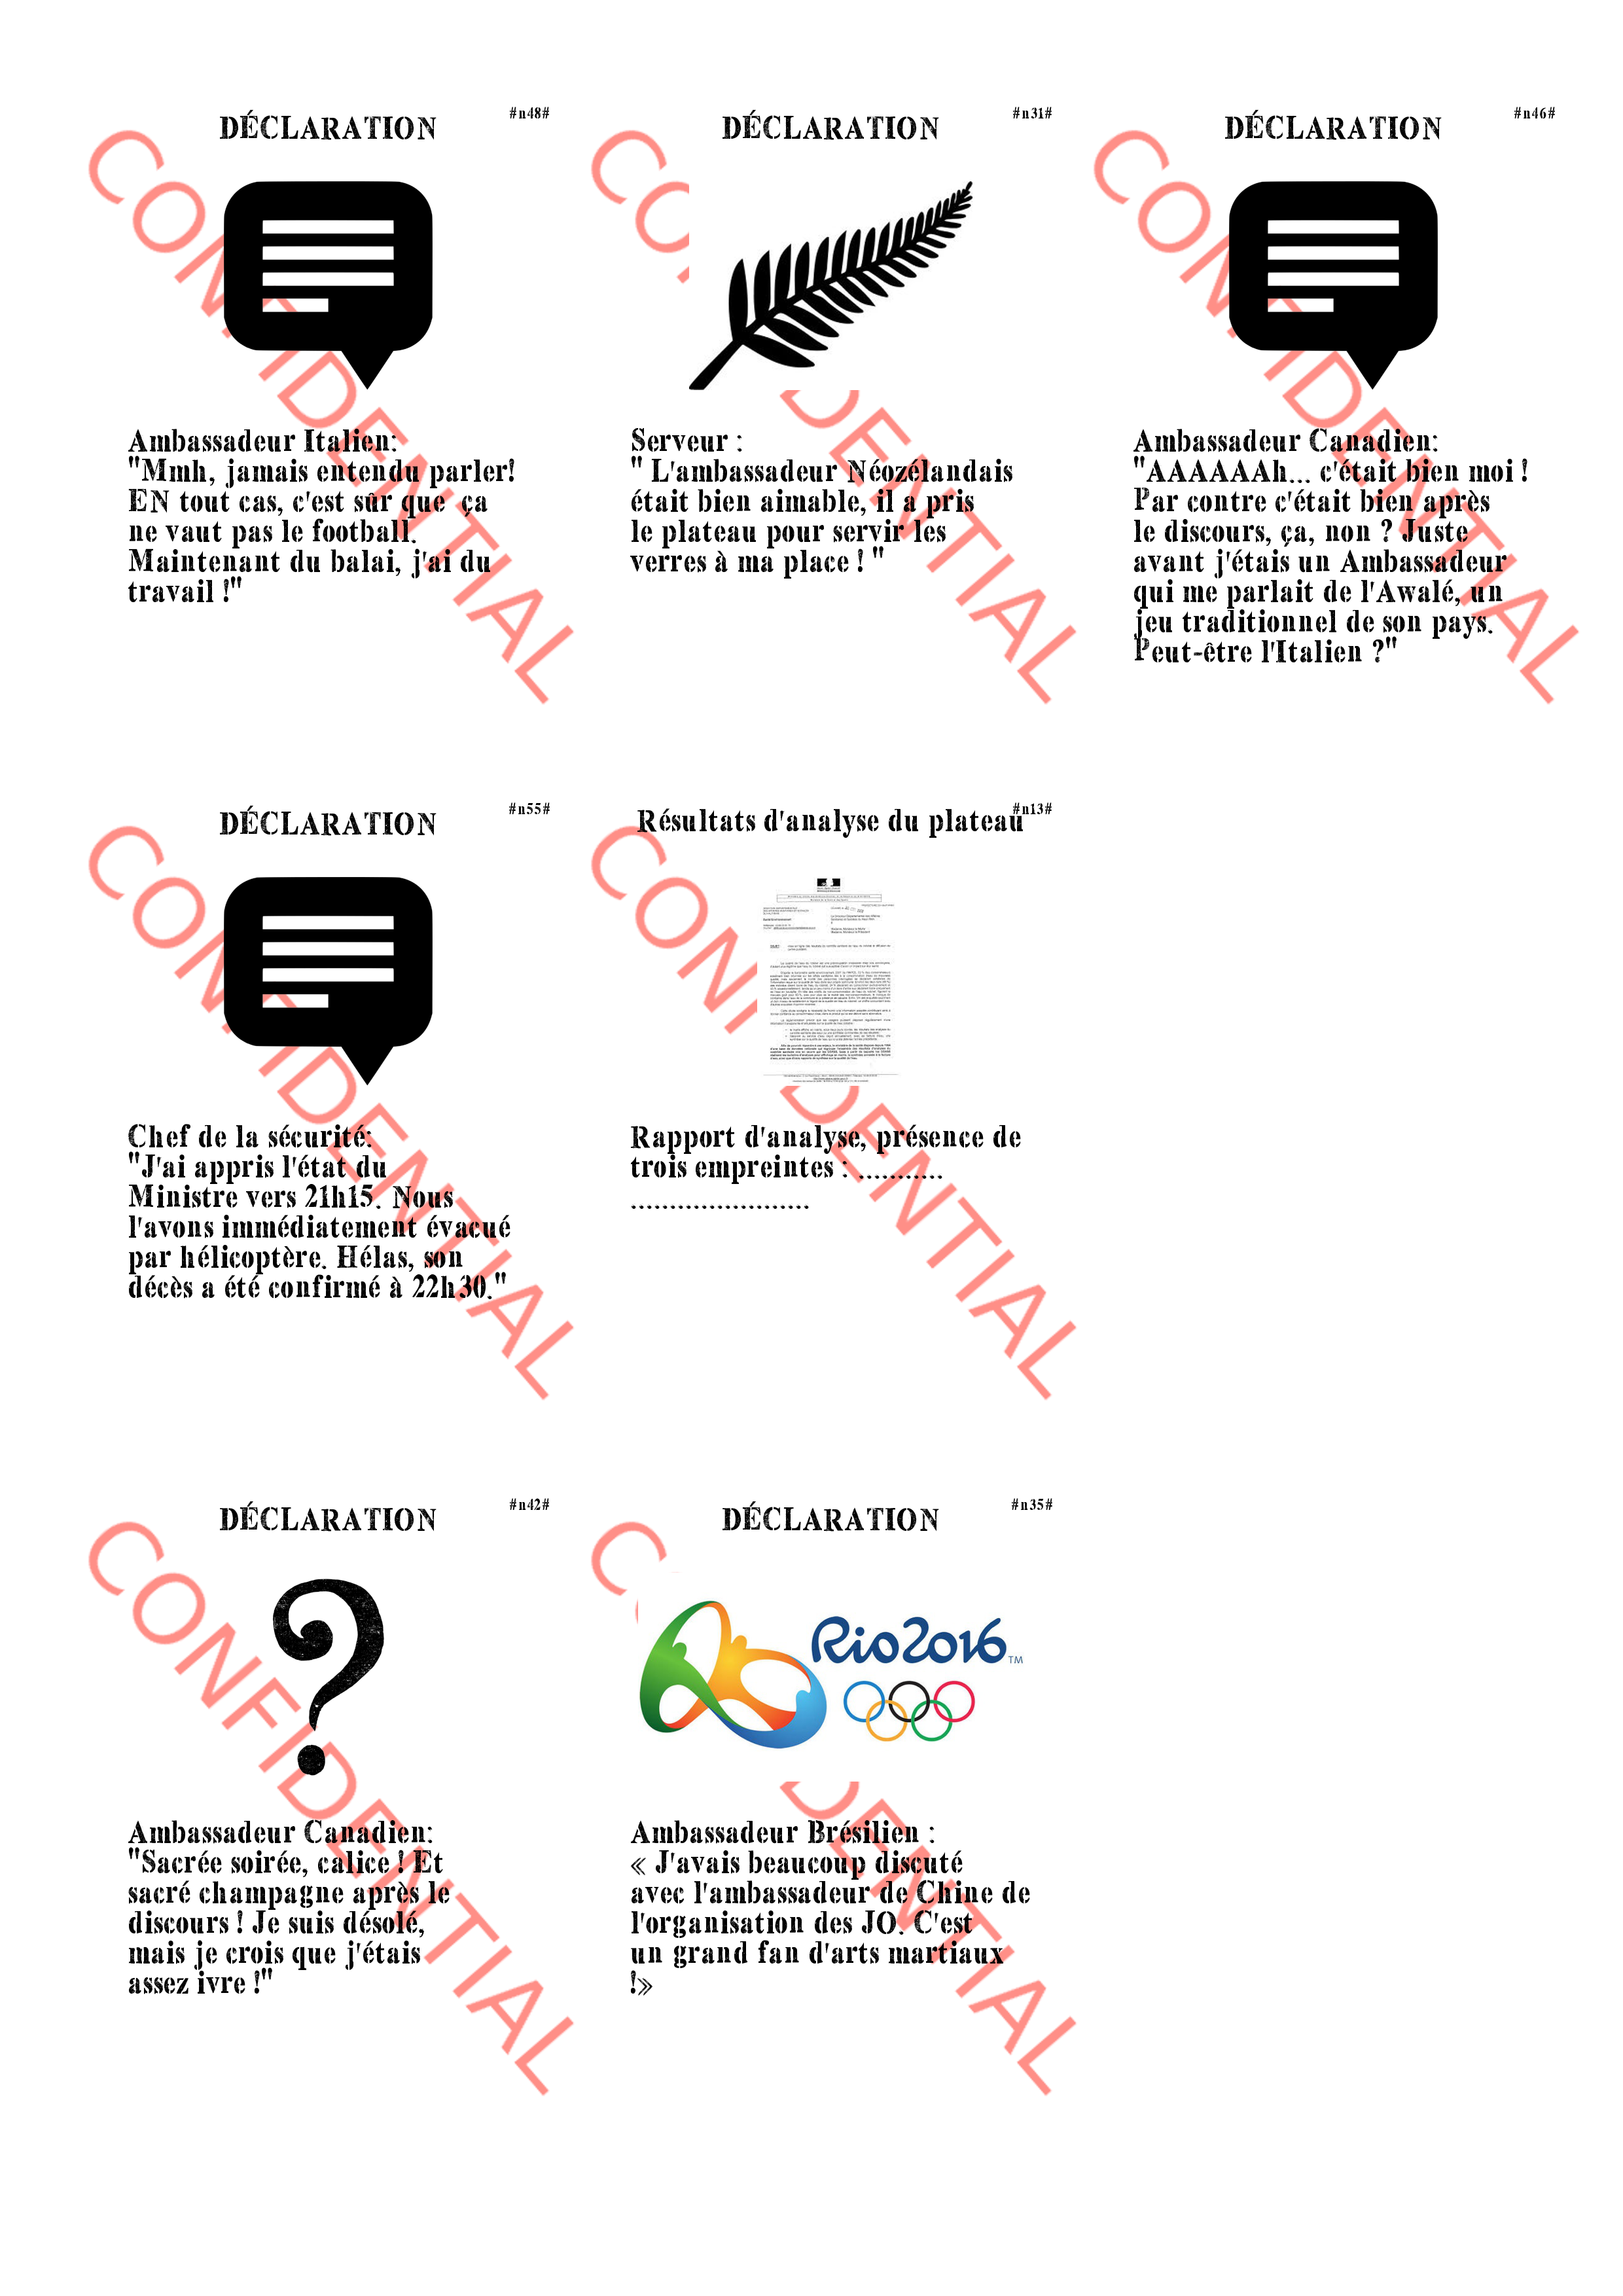 #n48#
DÉCLARATION
CONFIDENTIAL
Ambassadeur Italien:
"Mmh, jamais entendu parler!
EN tout cas, c'est sûr que ça
ne vaut pas le football.
Maintenant du balai, j'ai du
travail !"
#n31#
DÉCLARATION
CONFIDENTIAL
Serveur :
" L'ambassadeur Néozélandais
était bien aimable, il a pris
le plateau pour servir les
verres à ma place ! "
#n46#
DÉCLARATION
CONFIDENTIAL
Ambassadeur Canadien:
"AAAAAAh... c'était bien moi !
Par contre c'était bien après
le discours, ça, non ? Juste
avant j'étais un Ambassadeur
qui me parlait de l'Awalé, un
jeu traditionnel de son pays.
Peut-être l'Italien ?"
#n55#
DÉCLARATION
CONFIDENTIAL
Chef de la sécurité:
"J'ai appris l'état du
Ministre vers 21h15. Nous
l'avons immédiatement évacué
par hélicoptère. Hélas, son
décès a été confirmé à 22h30."
#n13#
Résultats d'analyse du plateau
CONFIDENTIAL
Rapport d'analyse, présence de
trois empreintes : ...........
.......................
#n42#
DÉCLARATION
CONFIDENTIAL
Ambassadeur Canadien:
"Sacrée soirée, calice ! Et
sacré champagne après le
discours ! Je suis désolé,
mais je crois que j'étais
assez ivre !"
#n35#
DÉCLARATION
CONFIDENTIAL
Rio2016™
Ambassadeur Brésilien :
« J'avais beaucoup discuté
avec l'ambassadeur de Chine de
l'organisation des JO. C'est
un grand fan d'arts martiaux
!»